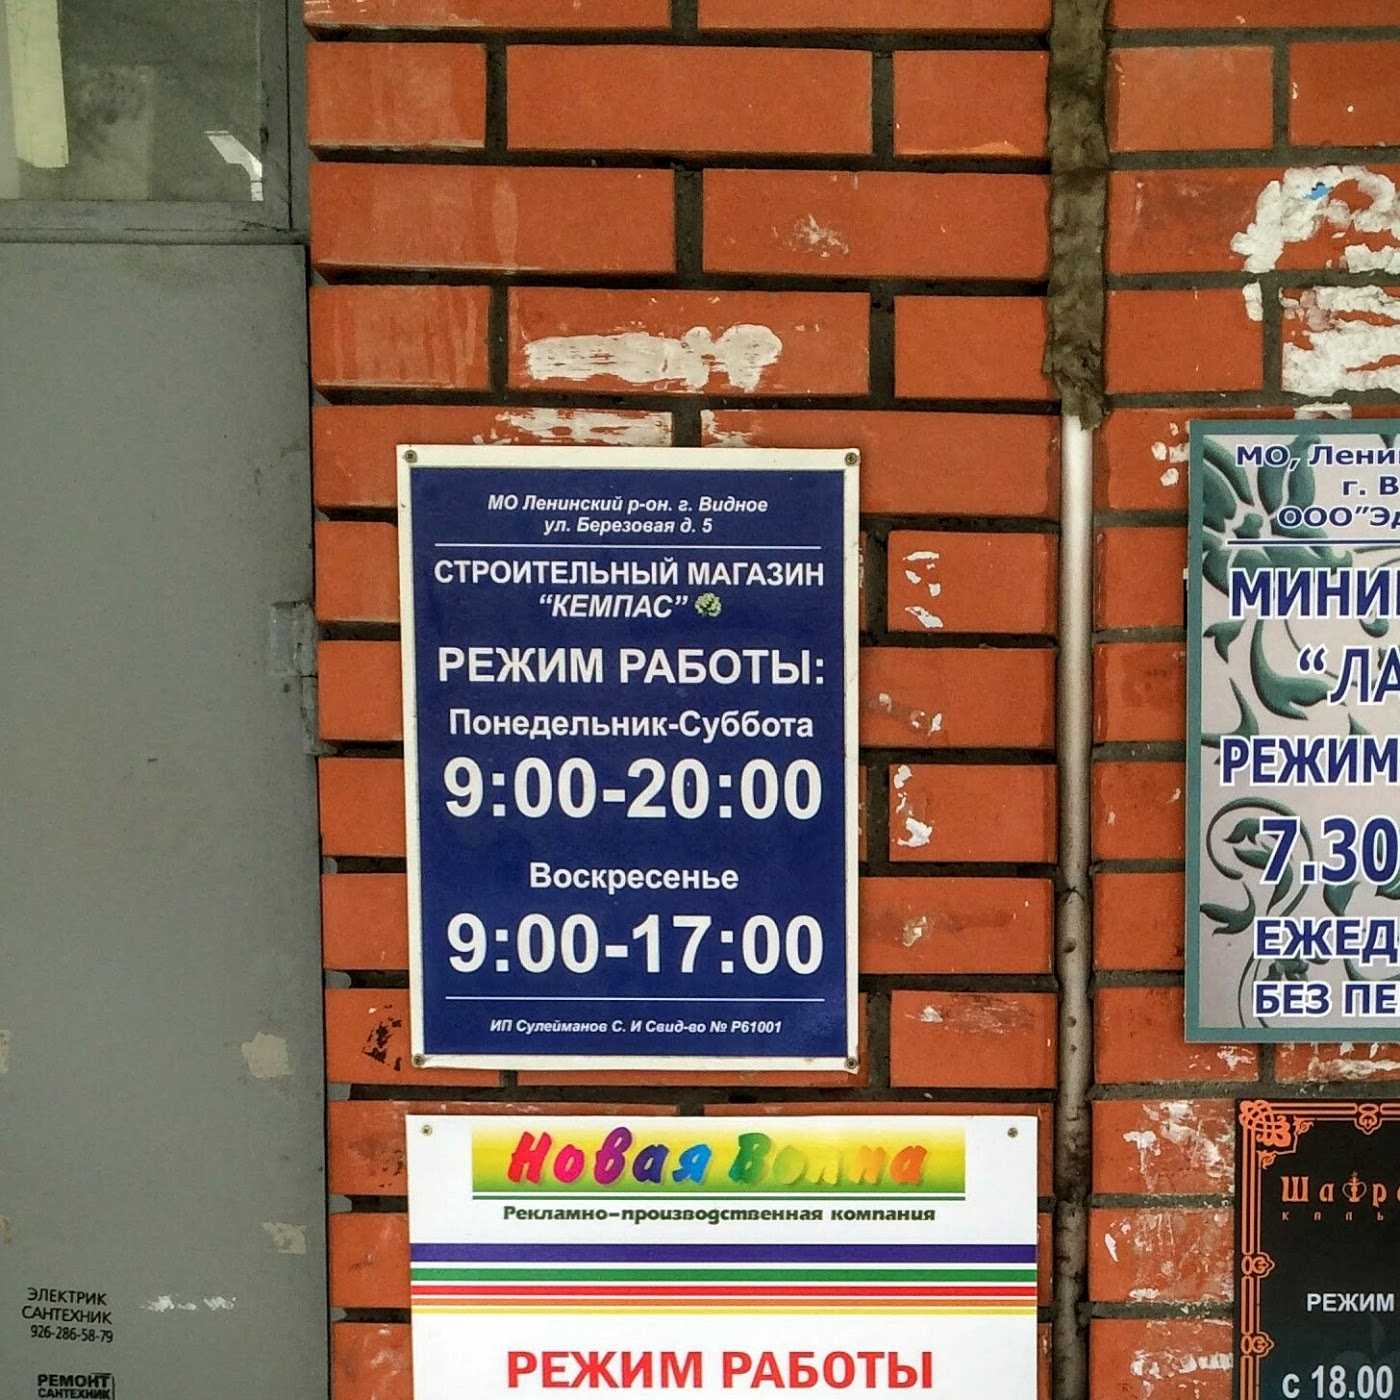 МО Ленинский р-он. г. Видное
ул. Березовая д. 5
СТРОИТЕЛЬНЫЙ МАГАЗИН
“КЕМПАС”
РЕЖИМ РАБОТЫ:
Понедельник-Суббота
9:00-20:00
Воскресенье
9:00-17:00
ИП Сулейманов С. И Свид-во № Р61001
Новая Волна
Рекламно-производственная компания
РЕЖИМ РАБОТЫ
МО, Лени
г. В
ООО"Эл
МИНИ
“ЛА
РЕЖИМ
7.30
ЕЖЕД
БЕЗ ПЕ
Шафр
каль
РЕЖИМ
с 18.00
ЭЛЕКТРИК
САНТЕХНИК
926-286-58-79
РЕМОНТ
САНТЕХНИК